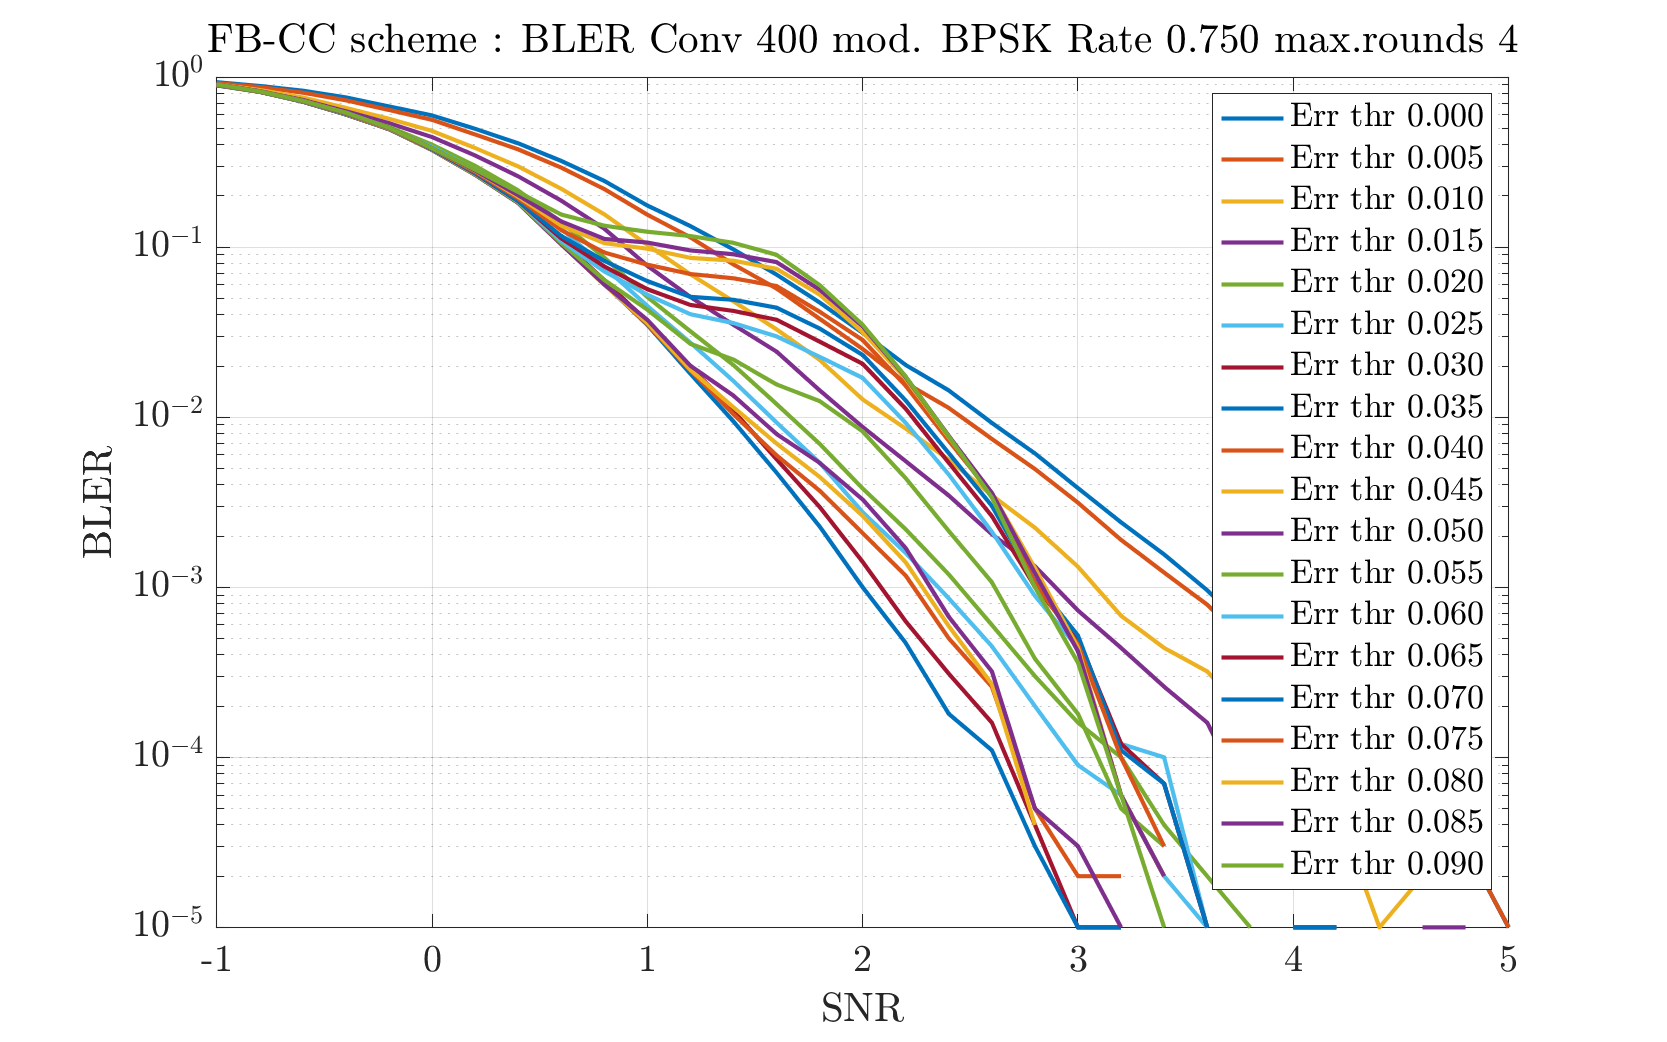 FB-CC scheme : BLER Conv 400 mod. BPSK Rate 0.750 max.rounds 4
10^0
10^-1
10^-2
10^-3
10^-4
10^-5
BLER
-1 0 1 2 3 4 5
SNR
Err thr 0.000
Err thr 0.005
Err thr 0.010
Err thr 0.015
Err thr 0.020
Err thr 0.025
Err thr 0.030
Err thr 0.035
Err thr 0.040
Err thr 0.045
Err thr 0.050
Err thr 0.055
Err thr 0.060
Err thr 0.065
Err thr 0.070
Err thr 0.075
Err thr 0.080
Err thr 0.085
Err thr 0.090